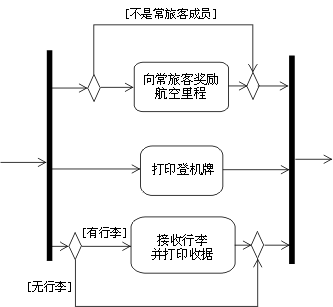 [不是常旅客成员]
向常旅客奖励
航空里程
打印登机牌
[有行李]
接收行李
并打印收据
[无行李]